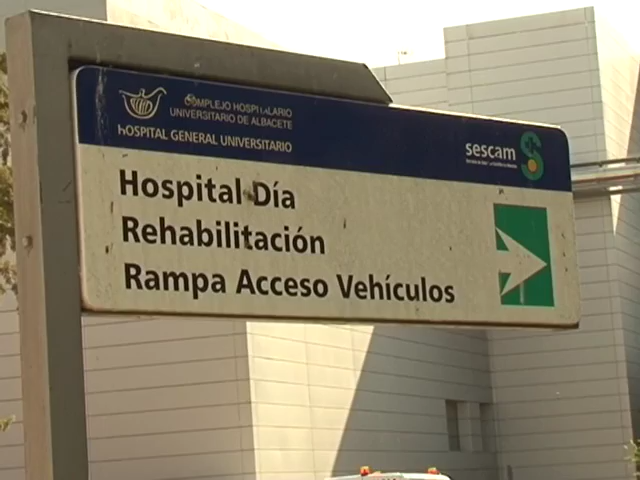 COMPLEJO HOSPITALARIO
UNIVERSITARIO DE ALBACETE
HOSPITAL GENERAL UNIVERSITARIO
sescam
Hospital Día
Rehabilitación
Rampa Acceso Vehículos